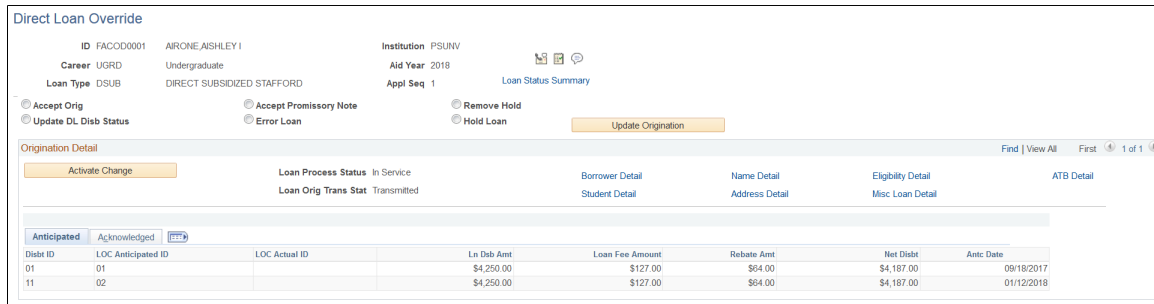 Direct Loan Override
ID FACOD0001 AIRONE,AISHLEY I Institution PSUNV
Career UGRD Undergraduate Aid Year 2018
Loan Type DSUB DIRECT SUBSIDIZED STAFFORD Appl Seq 1 Loan Status Summary
Accept Orig Accept Promissory Note Remove Hold
Update DL Disb Status Error Loan Hold Loan Update Origination
Origination Detail Find | View All First 1 of 1
Activate Change Loan Process Status In Service Borrower Detail Name Detail Eligibility Detail ATB Detail
Loan Orig Trans Stat Transmitted Student Detail Address Detail Misc Loan Detail
Anticipated Acknowledged
Disbt ID LOC Anticipated ID LOC Actual ID Ln Dsb Amt Loan Fee Amount Rebate Amt Net Disbt Antc Date
01 01 $4,250.00 $127.00 $64.00 $4,187.00 09/18/2017
11 02 $4,250.00 $127.00 $64.00 $4,187.00 01/12/2018